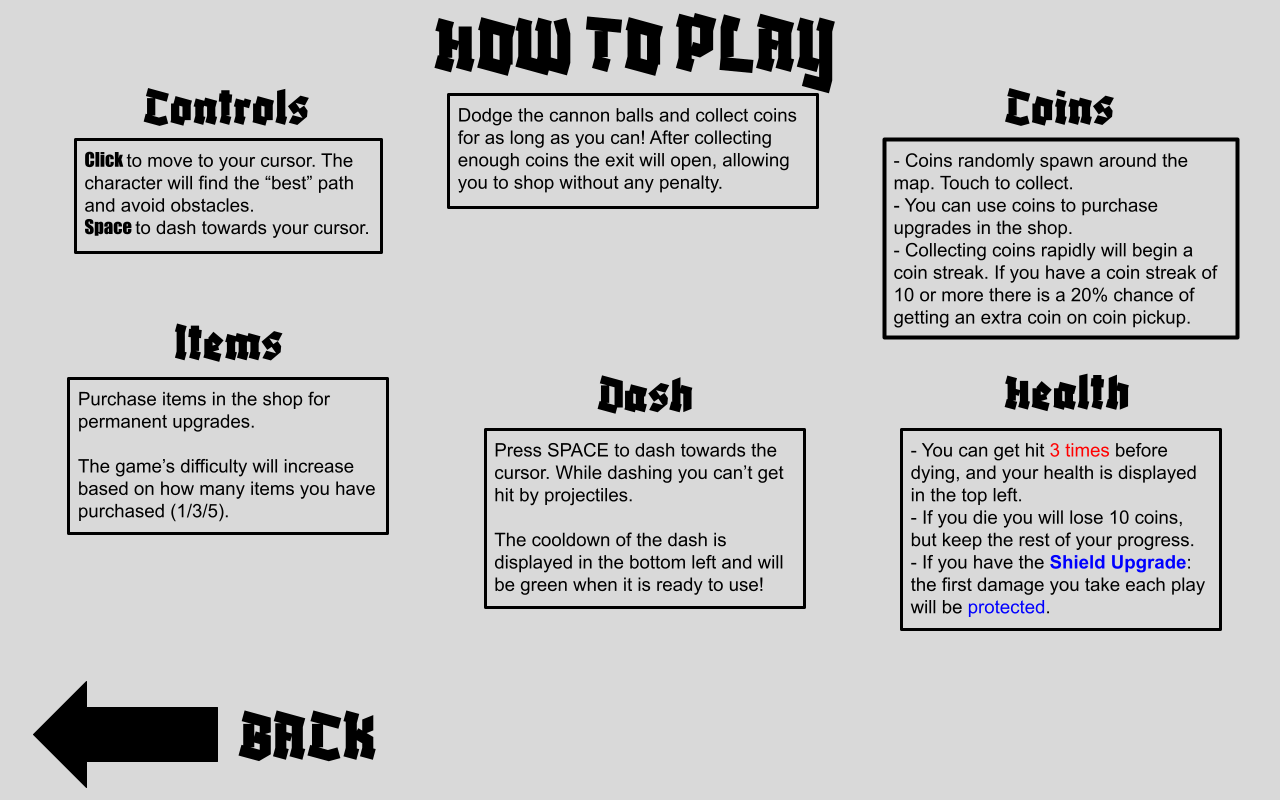 HOW TO PLAY
Dodge the cannon balls and collect coins
for as long as you can! After collecting
enough coins the exit will open, allowing
you to shop without any penalty.
Controls
Click to move to your cursor. The
character will find the “best” path
and avoid obstacles.
Space to dash towards your cursor.
Coins
- Coins randomly spawn around the
map. Touch to collect.
- You can use coins to purchase
upgrades in the shop.
- Collecting coins rapidly will begin a
coin streak. If you have a coin streak of
10 or more there is a 20% chance of
getting an extra coin on coin pickup.
Items
Purchase items in the shop for
permanent upgrades.
The game’s difficulty will increase
based on how many items you have
purchased (1/3/5).
Dash
Press SPACE to dash towards the
cursor. While dashing you can’t get
hit by projectiles.
The cooldown of the dash is
displayed in the bottom left and will
be green when it is ready to use!
Health
- You can get hit 3 times before
dying, and your health is displayed
in the top left.
- If you die you will lose 10 coins,
but keep the rest of your progress.
- If you have the Shield Upgrade:
the first damage you take each play
will be protected.
BACK